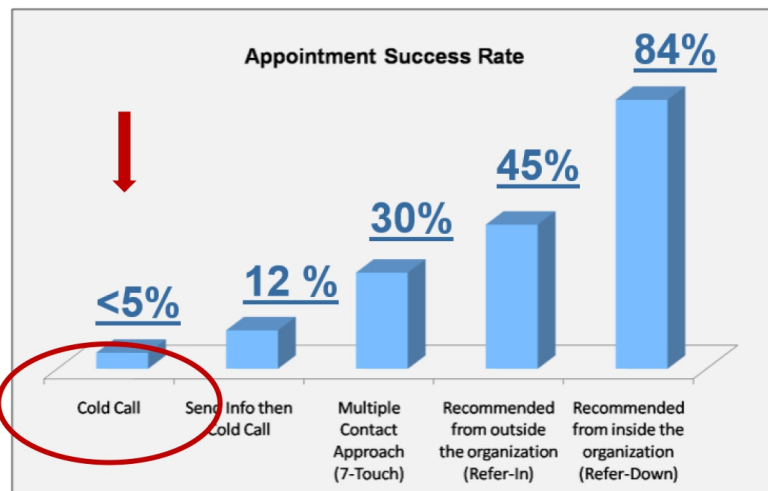 Appointment Success Rate
<5%
12 %
30%
45%
84%
Cold Call
Send Info then
Cold Call
Multiple
Contact
Approach
(7-Touch)
Recommended
from outside
the organization
(Refer-In)
Recommended
from inside the
organization
(Refer-Down)